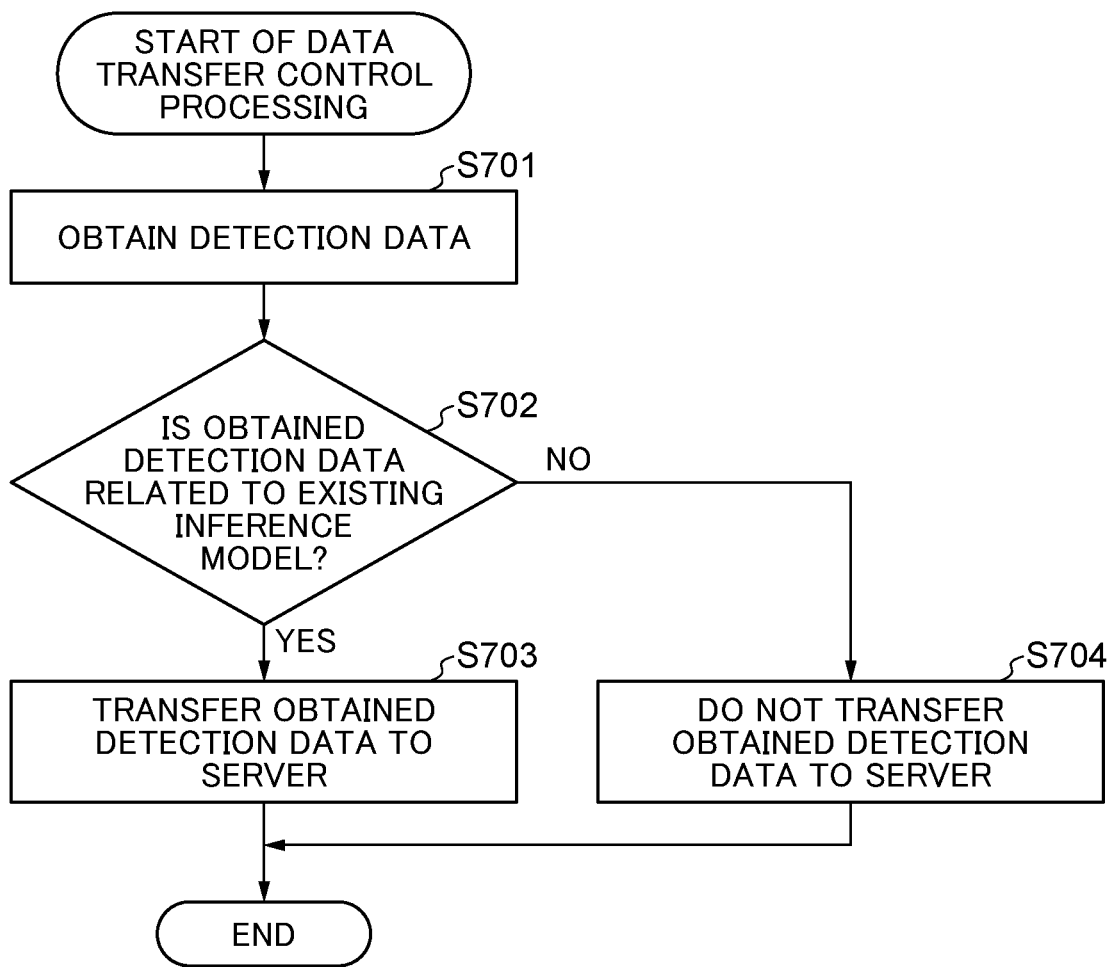 START OF DATA
TRANSFER CONTROL
PROCESSING
S701
OBTAIN DETECTION DATA
S702
IS OBTAINED
DETECTION DATA
RELATED TO EXISTING
INFERENCE
MODEL?
NO
YES
S703
TRANSFER OBTAINED
DETECTION DATA TO
SERVER
S704
DO NOT TRANSFER
OBTAINED DETECTION
DATA TO SERVER
END